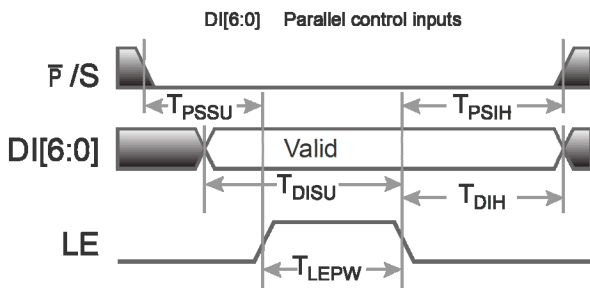 DI[6:0] Parallel control inputs
P̅ /S
TPSSU
TPSIH
DI[6:0]
Valid
TDISU
TDIH
LE
TLEPW